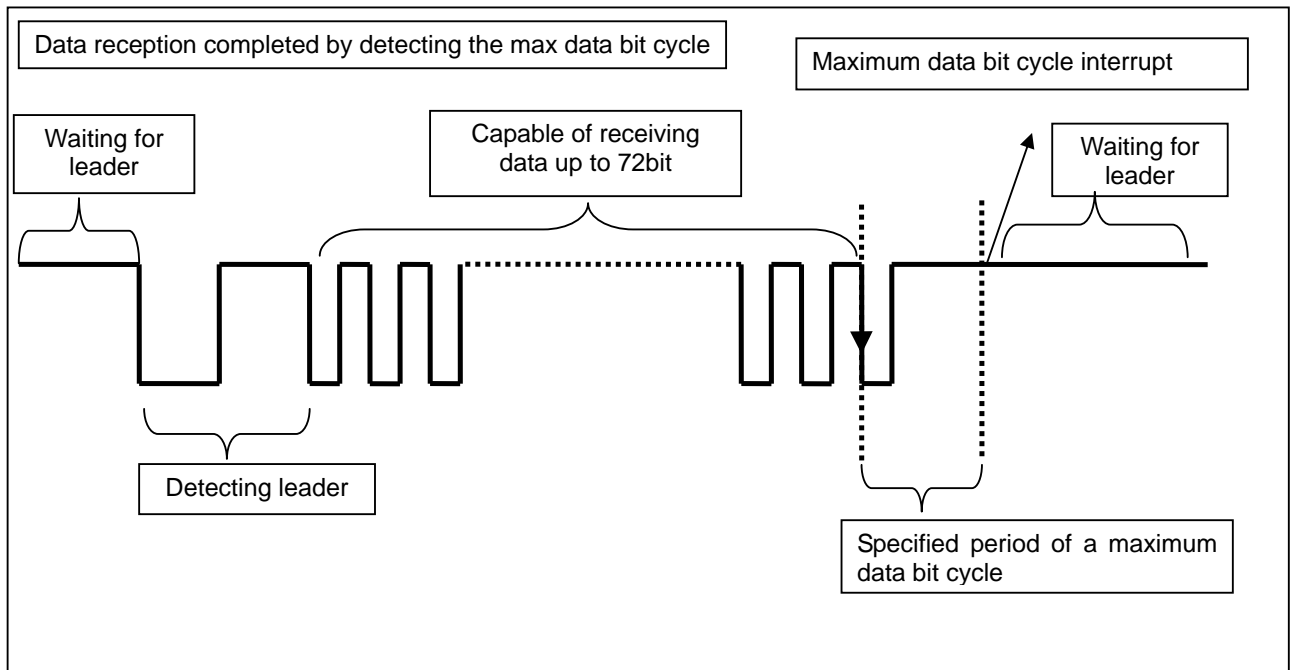 Data reception completed by detecting the max data bit cycle
Maximum data bit cycle interrupt
Waiting for
leader
Capable of receiving
data up to 72bit
Waiting for
leader
Detecting leader
Specified period of a maximum
data bit cycle